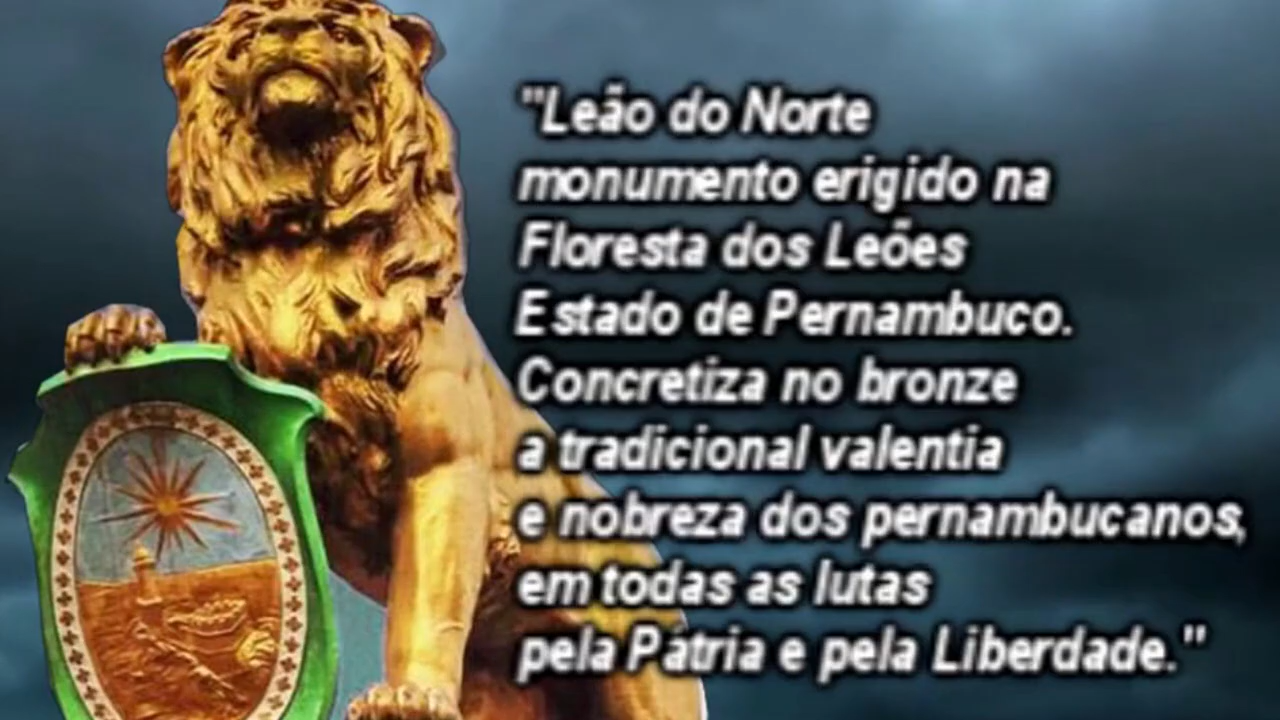 "Leão do Norte
monumento erigido na
Floresta dos Leões
Estado de Pernambuco.
Concretiza no bronze
a tradicional valentia
e nobreza dos pernambucanos,
em todas as lutas
pela Pátria e pela Liberdade."